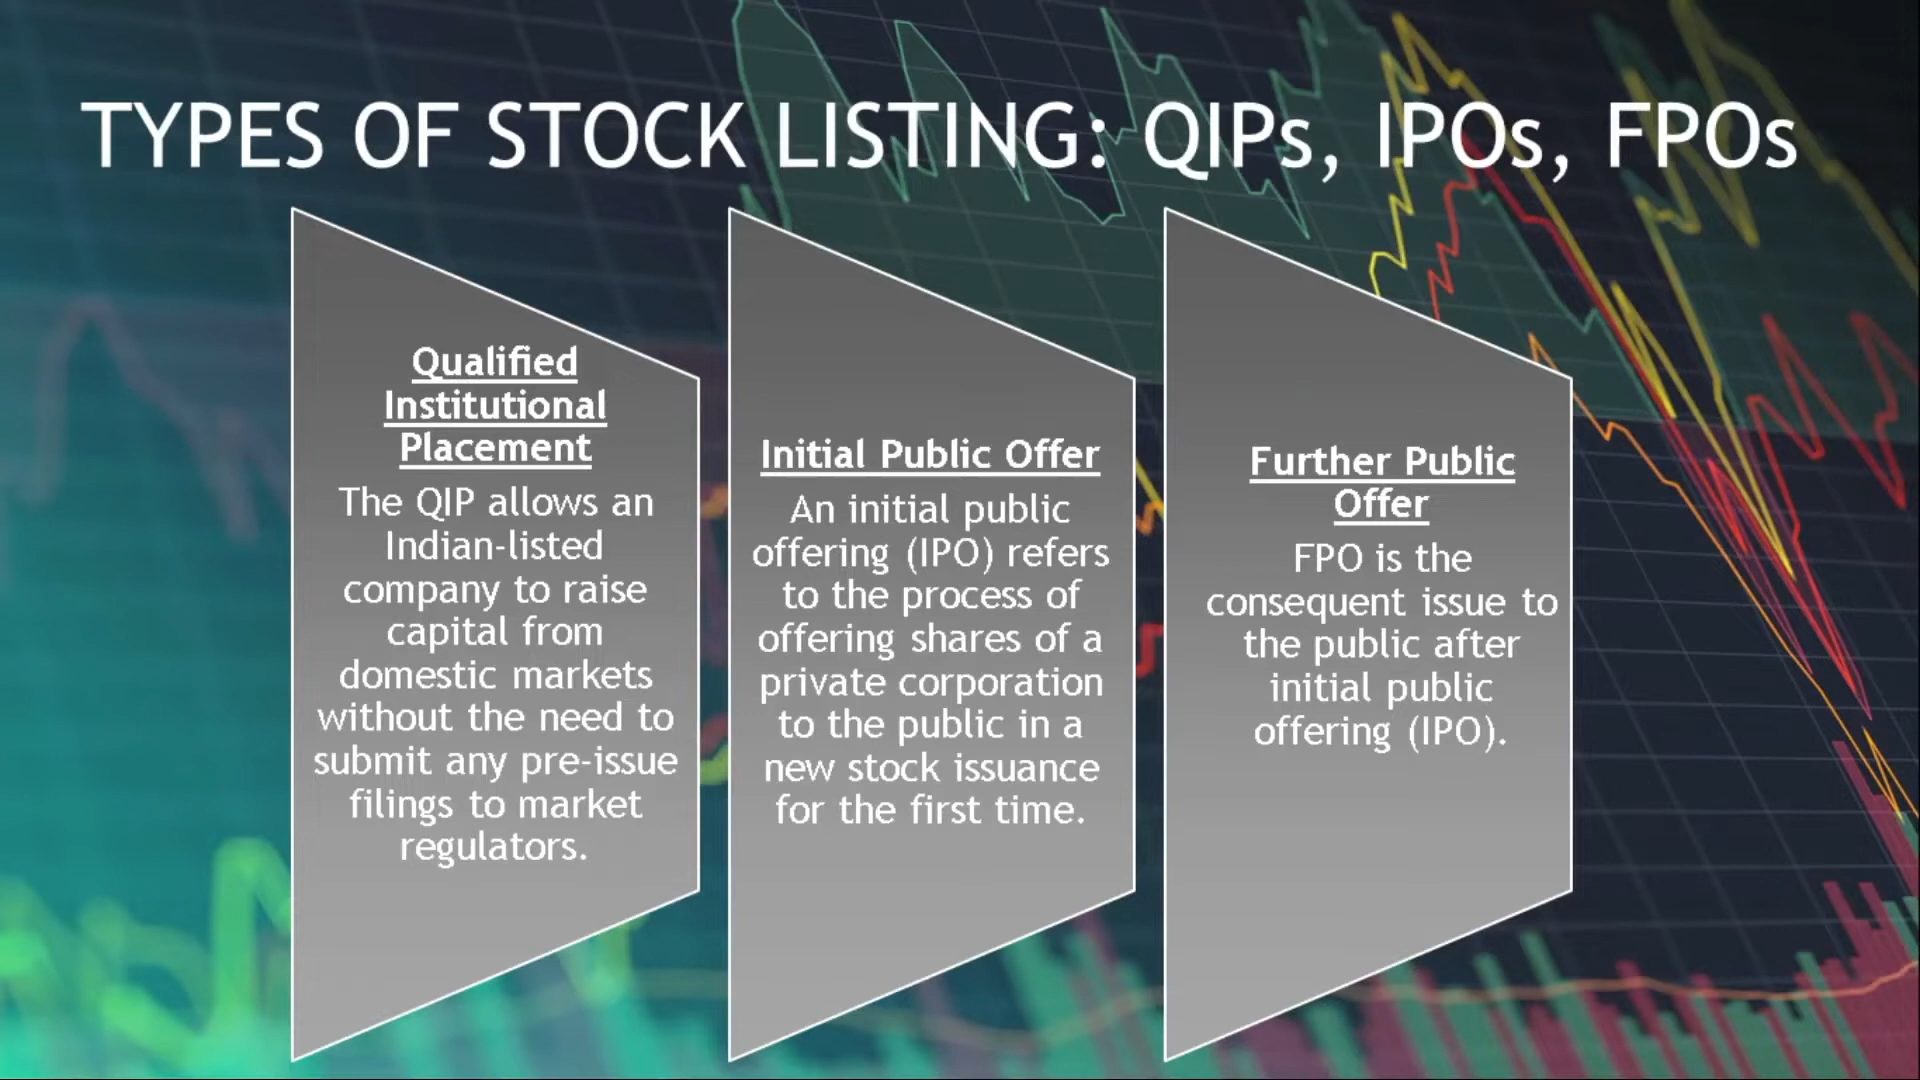 TYPES OF STOCK LISTING: QIPs, IPOs, FPOs
Qualified
Institutional
Placement
The QIP allows an
Indian-listed
company to raise
capital from
domestic markets
without the need to
submit any pre-issue
filings to market
regulators.
Initial Public Offer
An initial public
offering (IPO) refers
to the process of
offering shares of a
private corporation
to the public in a
new stock issuance
for the first time.
Further Public
Offer
FPO is the
consequent issue to
the public after
initial public
offering (IPO).